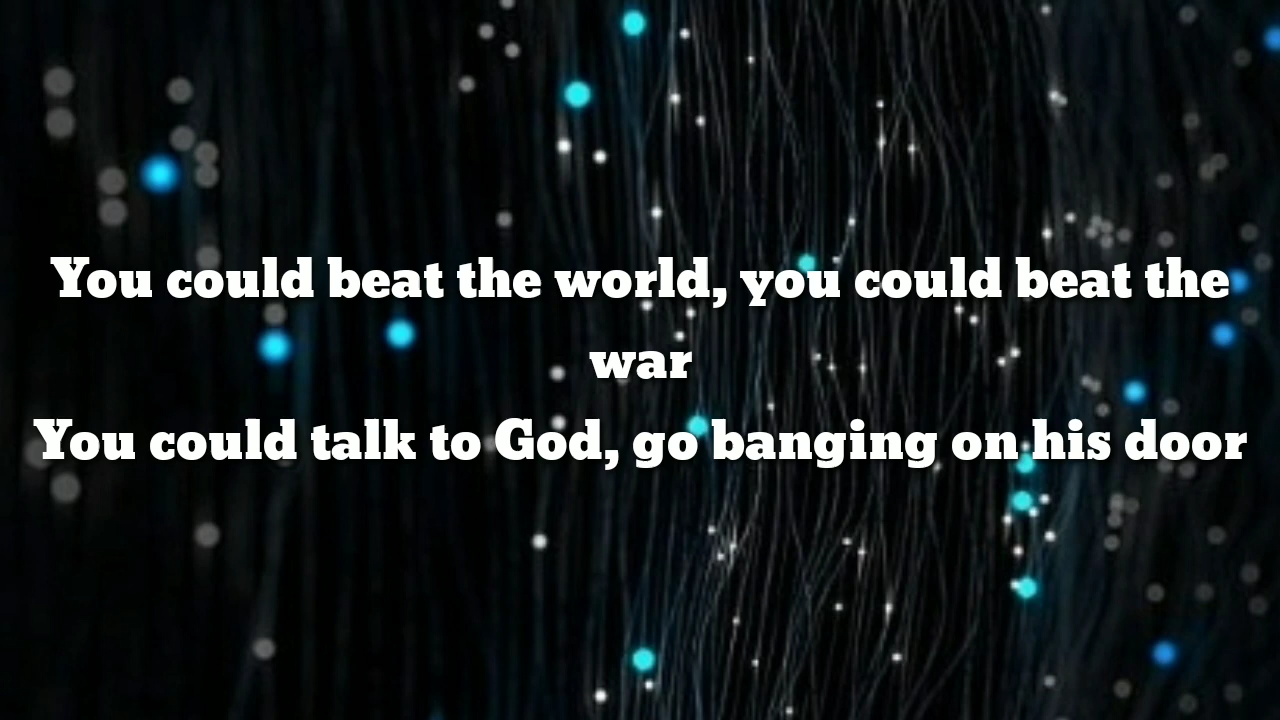 You could beat the world, you could beat the
war
You could talk to God, go banging on his door